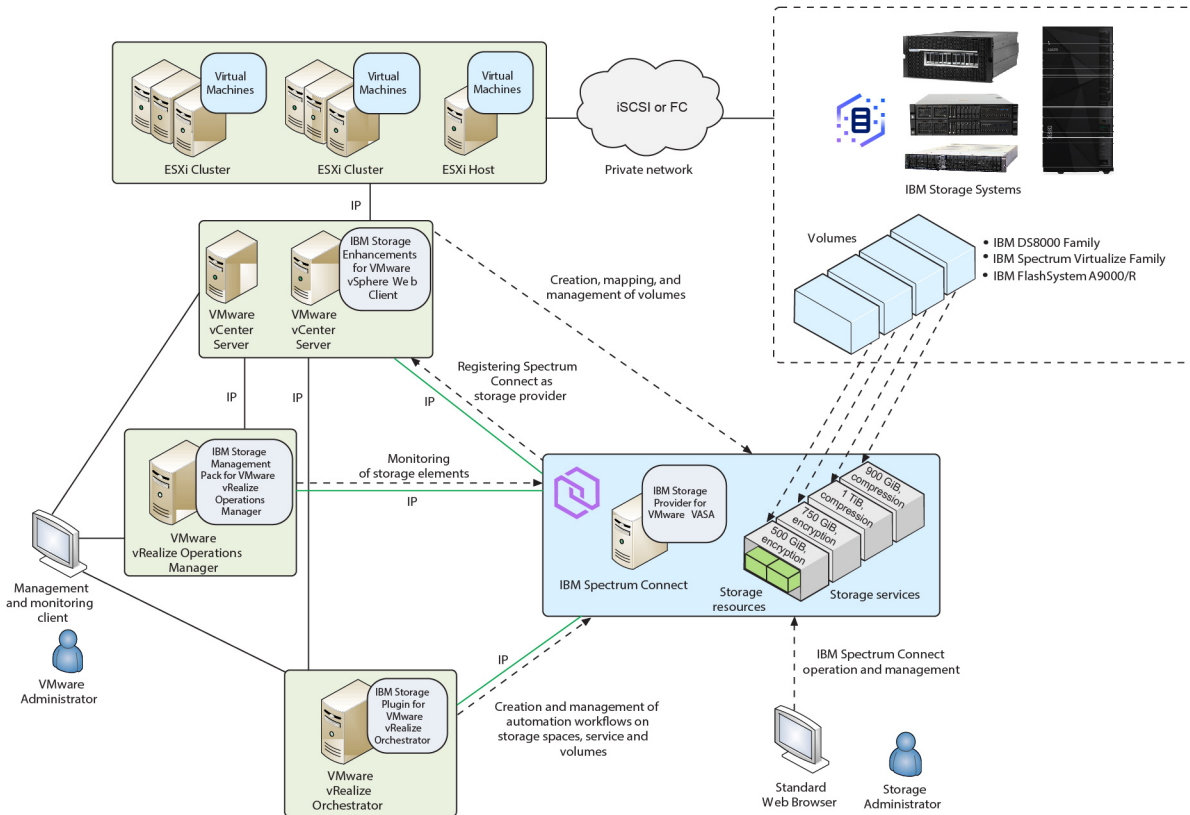 Virtual
Machines
Virtual
Machines
Virtual
Machines
ESXi Cluster
ESXi Cluster
ESXi Host
iSCSI or FC
Private network
IBM Storage Systems
Volumes
• IBM DS8000 Family
• IBM Spectrum Virtualize Family
• IBM FlashSystem A9000/R
IP
IBM Storage
Enhancements
for VMware
vSphere Web
Client
VMware
vCenter
Server
VMware
vCenter
Server
Creation, mapping, and
management of volumes
Registering Spectrum
Connect as
storage provider
IP
IP
IP
IBM Storage
Management
Pack for VMware
vRealize
Operations
Manager
VMware
vRealize Operations
Manager
Monitoring
of storage elements
IP
IBM Storage
Provider for
VMware VASA
IBM Spectrum Connect
900 GiB,
compression
1 TiB,
compression
750 GiB,
encryption
500 GiB,
encryption
Storage
resources
Storage services
Management
and monitoring
client
VMware
Administrator
IP
IBM Storage
Plugin for
VMware
vRealize
Orchestrator
VMware
vRealize
Orchestrator
Creation and management of
automation workflows on
storage spaces, service and
volumes
IBM Spectrum Connect
operation and management
Standard
Web Browser
Storage
Administrator